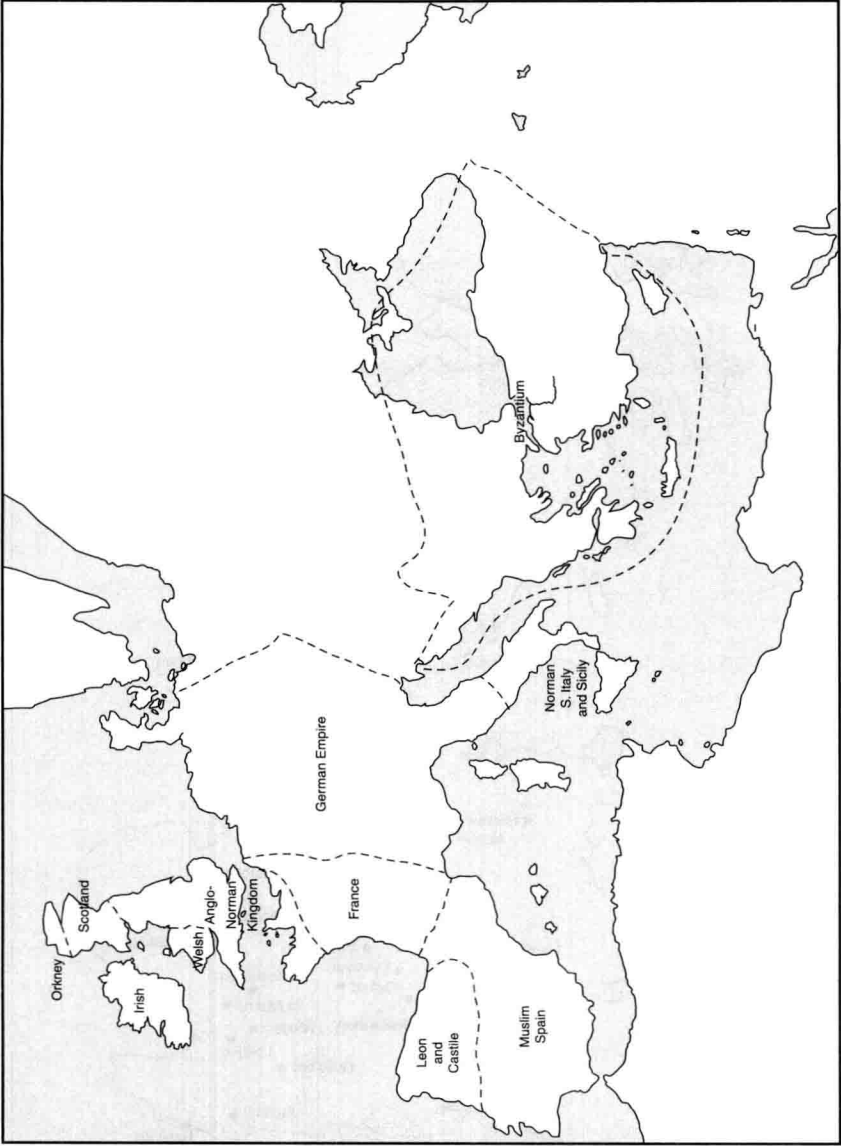 Orkney
Scotland
Irish
Welsh
Anglo-
Norman
Kingdom
France
German Empire
Leon
and
Castile
Muslim
Spain
Norman
S. Italy
and Sicily
Byzantium